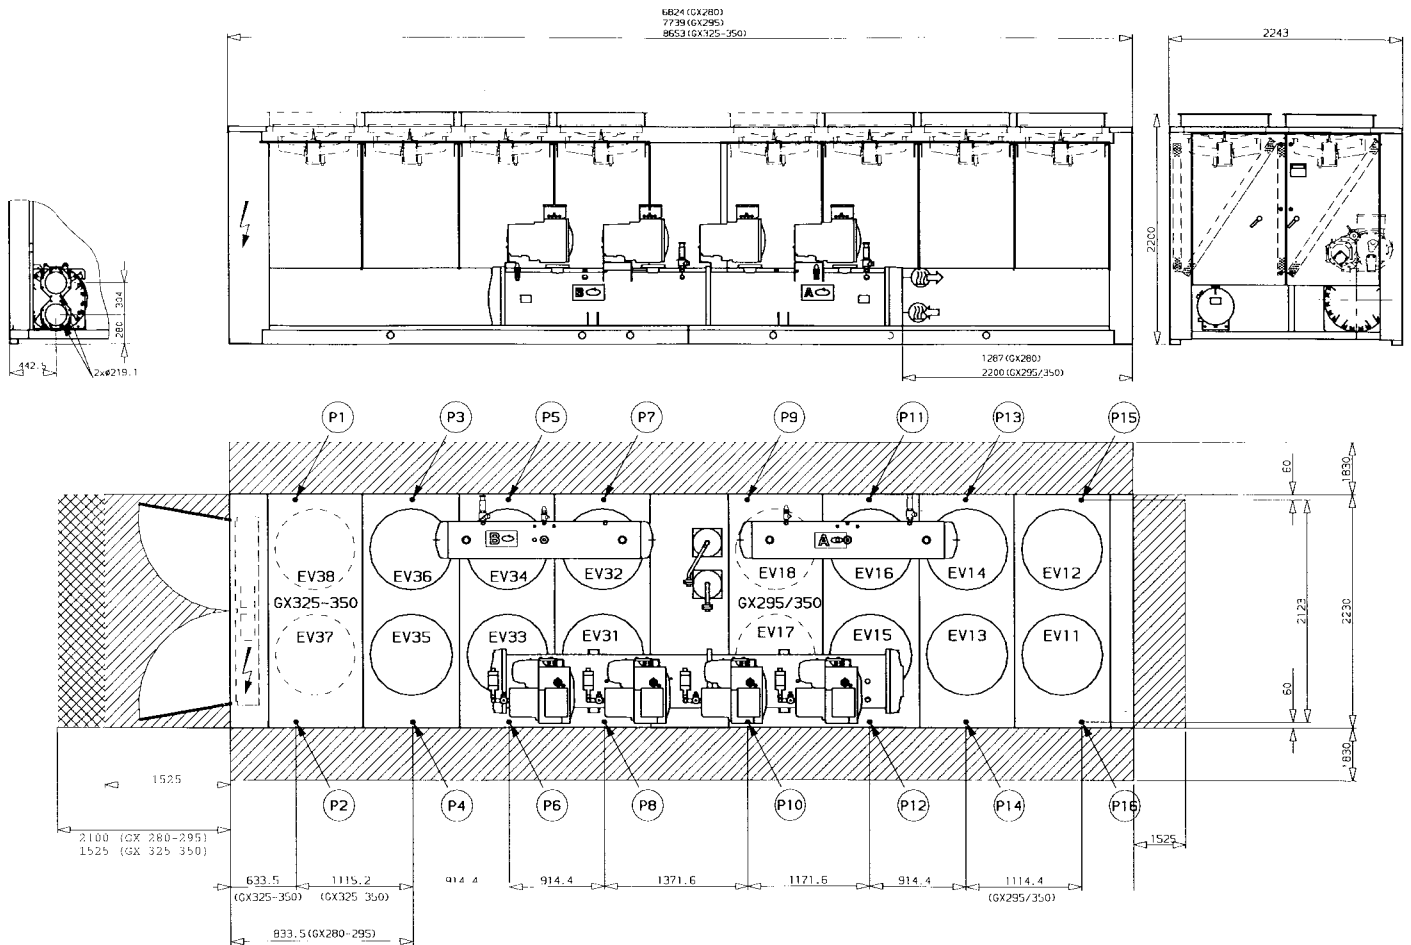 6824(GX280)
7739(GX295)
8653(GX325-350)
2243
2200
B
A
334
280
442.5
2xø219.1
1287(GX280)
2200(GX295/350)
P1
P3
P5
P7
P9
P11
P13
P15
60
1830
B
A
EV38
EV36
EV34
EV32
EV18
EV16
EV14
EV12
GX325-350
GX295/350
EV37
EV35
EV33
EV31
EV17
EV15
EV13
EV11
2123
2230
60
1830
1525
P2
P4
P6
P8
P10
P12
P14
P16
2100 (GX 280-295)
1525 (GX 325 350)
1525
633.5
1115.2
914.4
914.4
1371.6
1171.6
914.4
1114.4
(GX325-350)
(GX325 350)
(GX295/350)
833.5(GX280-295)